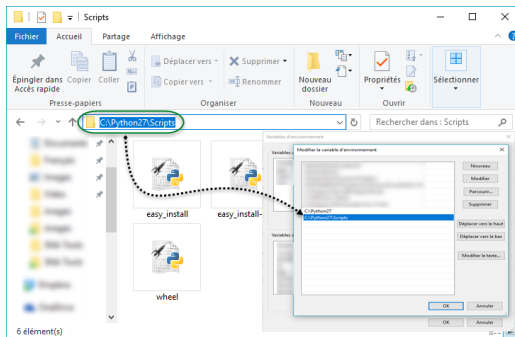 Scripts
Fichier Accueil Partage Affichage
Épingler dans Accès rapide
Copier
Coller
Déplacer vers
Copier vers
Supprimer
Renommer
Nouveau dossier
Propriétés
Sélectionner
Presse-papiers Organiser Nouveau Ouvrir
C:\Python27\Scripts
Rechercher dans : Scripts
Variables d'environnement
Modifier la variable d'environnement
Nouveau
Modifier
Parcourir...
Supprimer
C:\Python27
C:\Python27\Scripts
Déplacer vers le haut
Déplacer vers le bas
Modifier le texte...
OK Annuler
OK Annuler
easy_install
easy_install-
wheel
OneDrive
6 élément(s)